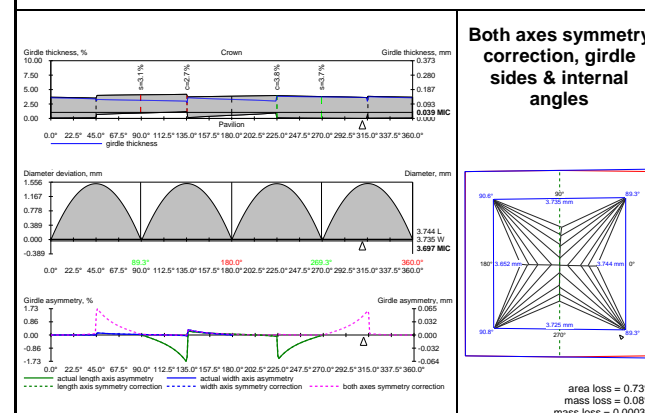 Girdle thickness, % Crown Girdle thickness, mm
10.00 0.373
7.50 0.280
5.00 0.187
2.50 0.093
0.039 MIC
0.00 0.000
s=3.1% c=2.7% c=3.8% s=3.7%
Pavilion
0.0° 22.5° 45.0° 67.5° 90.0° 112.5° 135.0° 157.5° 180.0° 202.5° 225.0° 247.5° 270.0° 292.5° 315.0° 337.5° 360.0°
girdle thickness
Diameter deviation, mm Diameter, mm
1.556
1.167
0.778
0.389 3.744 L
0.000 3.735 W
-0.389 3.697 MIC
89.3° 180.0° 269.3° 360.0°
0.0° 22.5° 45.0° 67.5° 90.0° 112.5° 135.0° 157.5° 180.0° 202.5° 225.0° 247.5° 270.0° 292.5° 315.0° 337.5° 360.0°
Girdle asymmetry, % Girdle asymmetry, mm
1.73 0.065
0.86 0.032
0.00 0.000
-0.86 -0.032
-1.73 -0.064
0.0° 22.5° 45.0° 67.5° 90.0° 112.5° 135.0° 157.5° 180.0° 202.5° 225.0° 247.5° 270.0° 292.5° 315.0° 337.5° 360.0°
actual length axis asymmetry actual width axis asymmetry
length axis symmetry correction width axis symmetry correction both axes symmetry correction
Both axes symmetry
correction, girdle
sides & internal
angles
90.6° 90° 89.3°
3.735 mm
180° 3.652 mm 3.744 mm 0°
3.725 mm
90.8° 270° 89.3°
area loss = 0.73
mass loss = 0.08
mass loss = 0.0003